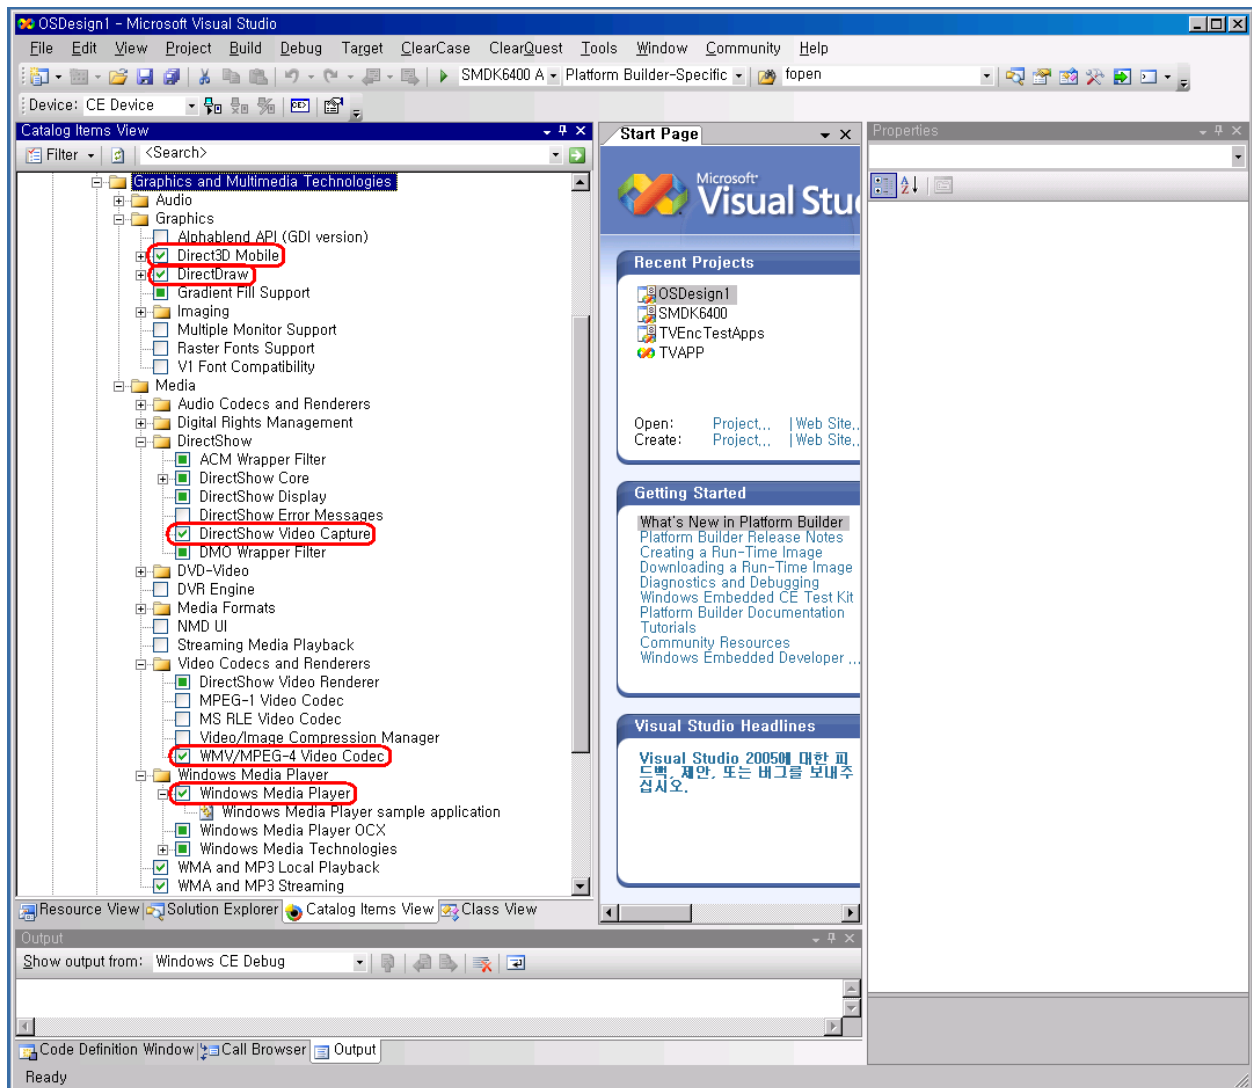 OSDesign1 - Microsoft Visual Studio
File Edit View Project Build Debug Target ClearCase ClearQuest Tools Window Community Help
SMDK6400 A Platform Builder-Specific fopen
Device: CE Device
Catalog Items View
Filter <Search>
Graphics and Multimedia Technologies
Audio
Graphics
Alphablend API (GDI version)
Direct3D Mobile
DirectDraw
Gradient Fill Support
Imaging
Multiple Monitor Support
Raster Fonts Support
V1 Font Compatibility
Media
Audio Codecs and Renderers
Digital Rights Management
DirectShow
ACM Wrapper Filter
DirectShow Core
DirectShow Display
DirectShow Error Messages
DirectShow Video Capture
DMO Wrapper Filter
DVD-Video
DVR Engine
Media Formats
NMD UI
Streaming Media Playback
Video Codecs and Renderers
DirectShow Video Renderer
MPEG-1 Video Codec
MS RLE Video Codec
Video/Image Compression Manager
WMV/MPEG-4 Video Codec
Windows Media Player
Windows Media Player
Windows Media Player sample application
Windows Media Player OCX
Windows Media Technologies
WMA and MP3 Local Playback
WMA and MP3 Streaming
Resource View Solution Explorer Catalog Items View Class View
Start Page
Microsoft
Visual Stu
Recent Projects
OSDesign1
SMDK6400
TVEncTestApps
TVAPP
Open: Project... | Web Site..
Create: Project... | Web Site..
Getting Started
What's New in Platform Builder
Platform Builder Release Notes
Creating a Run-Time Image
Downloading a Run-Time Image
Diagnostics and Debugging
Windows Embedded CE Test Kit
Platform Builder Documentation
Tutorials
Community Resources
Windows Embedded Developer ...
Visual Studio Headlines
Visual Studio 2005에 대한 피
드백, 제안, 또는 버그를 보내주
십시오.
Properties
Output
Show output from: Windows CE Debug
Code Definition Window Call Browser Output
Ready